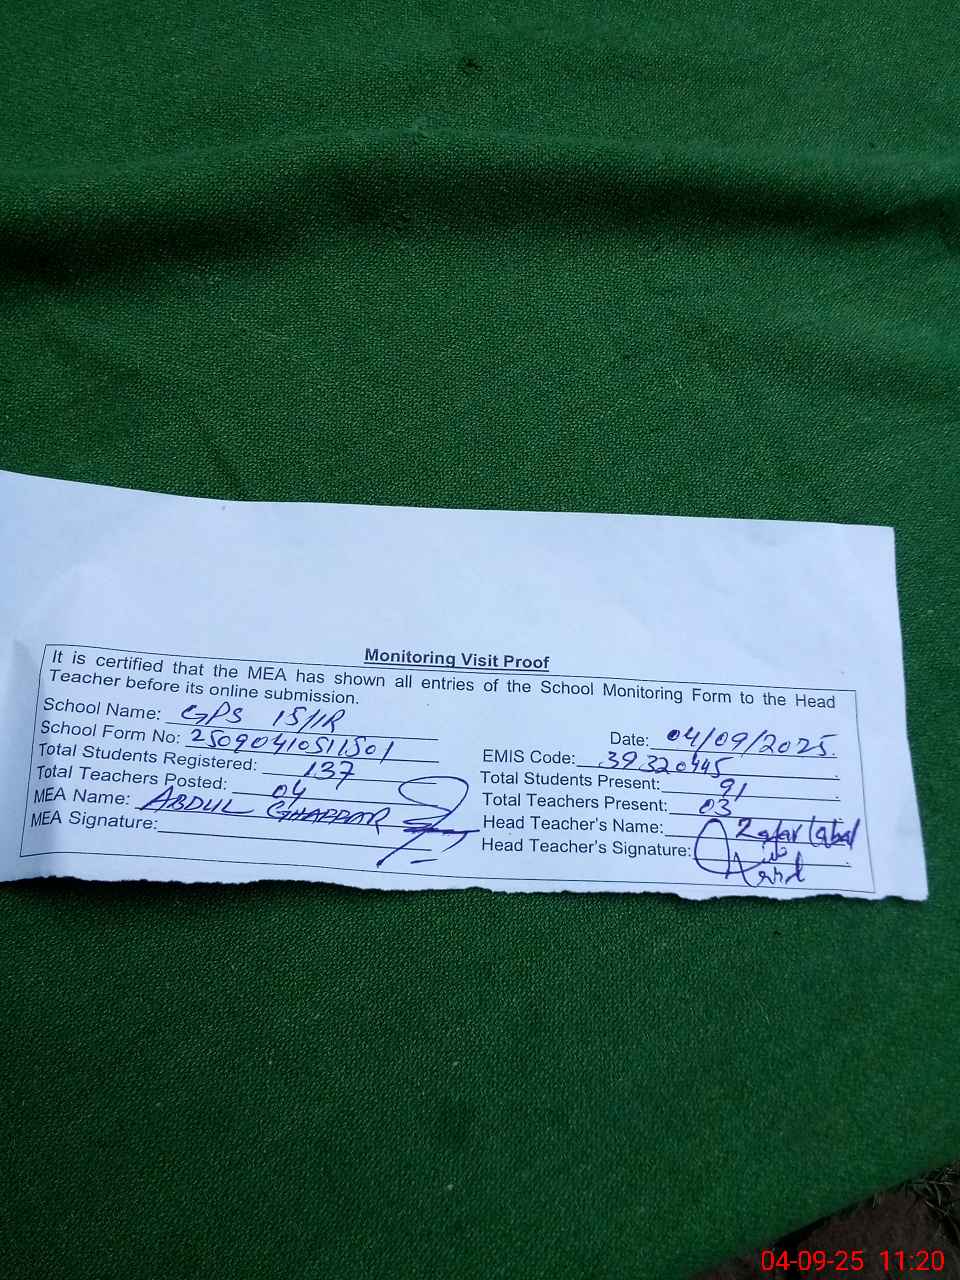 Monitoring Visit Proof
It is certified that the MEA has shown all entries of the School Monitoring Form to the Head
Teacher before its online submission.
School Name: GPS 15/1R
Date: 04/09/2025
School Form No: 25090410511501
EMIS Code: 39320445
Total Students Registered: 137
Total Students Present: 91
Total Teachers Posted: 04
Total Teachers Present: 03
MEA Name: ABDUL GHAFFAR
Head Teacher's Name: Zafar Iqbal
MEA Signature:
Head Teacher's Signature:
04-09-25 11:20